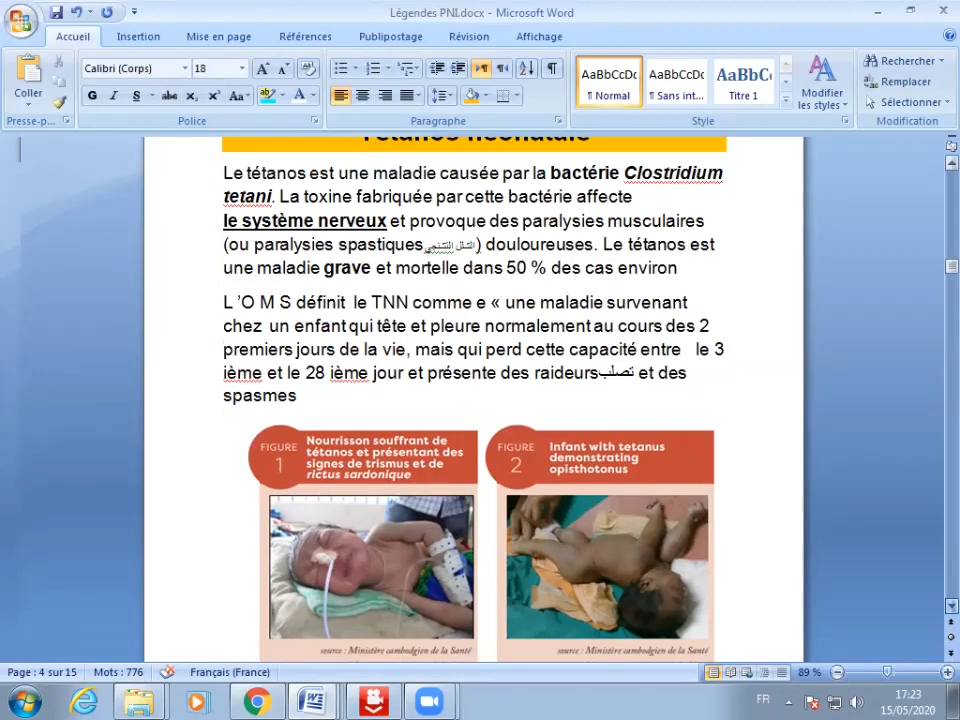 Légendes PNI.docx - Microsoft Word
Accueil Insertion Mise en page Références Publipostage Révision Affichage
Calibri (Corps) 18
AaBbCcDc AaBbCcDc AaBbCc
Coller ¶ Normal ¶ Sans int... Titre 1 Modifier les styles
Rechercher
Remplacer
Sélectionner
Presse-p... Police Paragraphe Style Modification
Tétanos néonatale
Le tétanos est une maladie causée par la bactérie Clostridium
tetani. La toxine fabriquée par cette bactérie affecte
le système nerveux et provoque des paralysies musculaires
(ou paralysies spastiques الشلل التشنجي) douloureuses. Le tétanos est
une maladie grave et mortelle dans 50 % des cas environ
L 'O M S définit le TNN comme e « une maladie survenant
chez un enfant qui tête et pleure normalement au cours des 2
premiers jours de la vie, mais qui perd cette capacité entre le 3
ième et le 28 ième jour et présente des raideurs تصلب et des
spasmes
FIGURE 1
Nourrisson souffrant de
tétanos et présentant des
signes de trismus et de
rictus sardonique
FIGURE 2
Infant with tetanus
demonstrating
opisthotonus
source : Ministère cambodgien de la Santé
source : Ministère cambodgien de la Santé
Page : 4 sur 15 Mots : 776 Français (France) 89 %
FR 17:23
15/05/2020